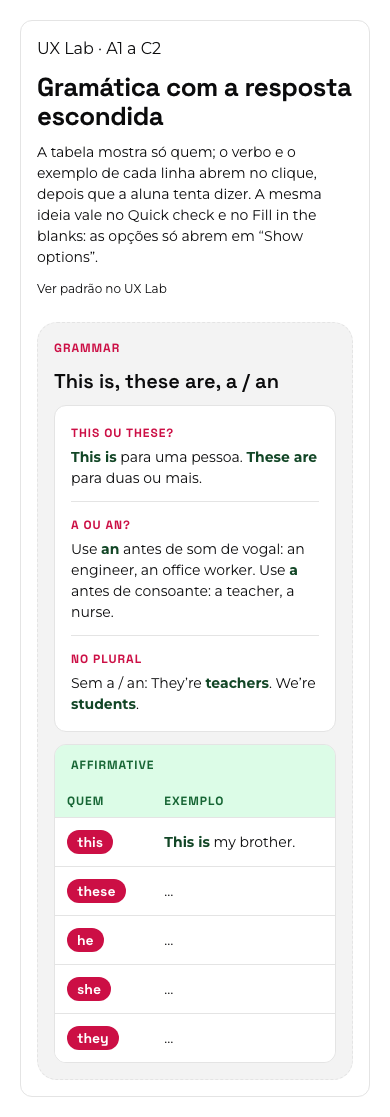 UX Lab · A1 a C2
Gramática com a resposta
escondida
A tabela mostra só quem; o verbo e o
exemplo de cada linha abrem no clique,
depois que a aluna tenta dizer. A mesma
ideia vale no Quick check e no Fill in the
blanks: as opções só abrem em “Show
options”.
Ver padrão no UX Lab
GRAMMAR
This is, these are, a / an
THIS OU THESE?
This is para uma pessoa. These are
para duas ou mais.
A OU AN?
Use an antes de som de vogal: an
engineer, an office worker. Use a
antes de consoante: a teacher, a
nurse.
NO PLURAL
Sem a / an: They’re teachers. We’re
students.
AFFIRMATIVE
QUEM EXEMPLO
this This is my brother.
these ...
he ...
she ...
they ...